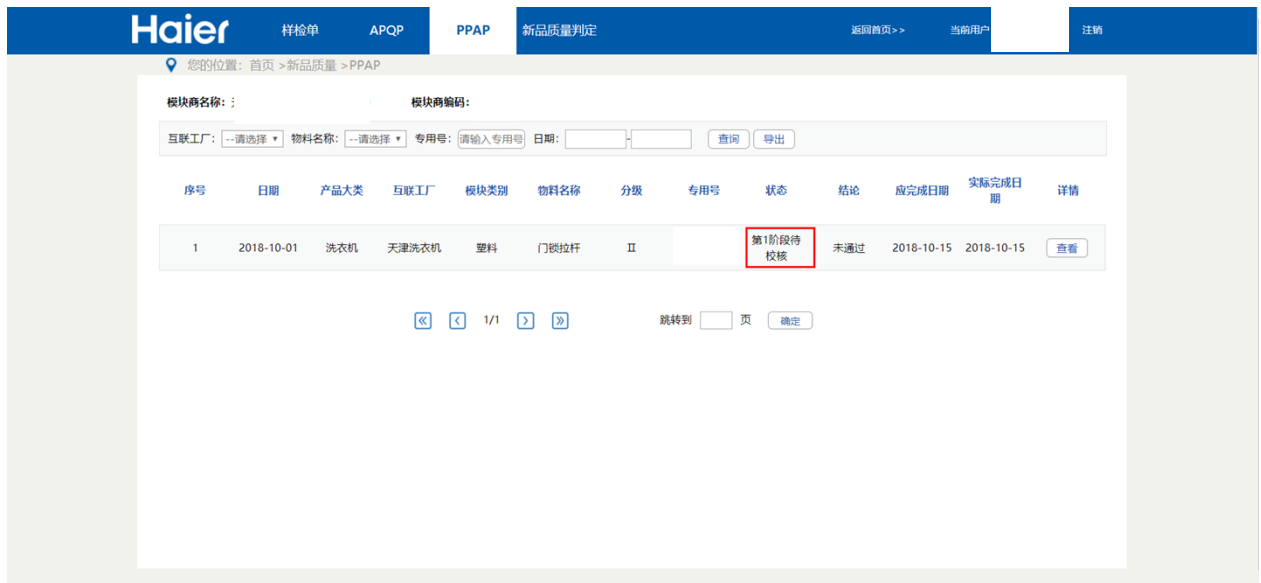 Haier 样检单 APQP PPAP 新品质量判定 返回首页>> 当前用户 注销
您的位置: 首页 >新品质量 >PPAP
模块商名称: 模块商编码:
互联工厂: --请选择 物料名称: --请选择 专用号: 请输入专用号 日期: - 查询 导出
序号 日期 产品大类 互联工厂 模块类别 物料名称 分级 专用号 状态 结论 应完成日期 实际完成日期 详情
1 2018-10-01 洗衣机 天津洗衣机 塑料 门锁拉杆 II 第1阶段待校核 未通过 2018-10-15 2018-10-15 查看
1/1 跳转到 页 确定